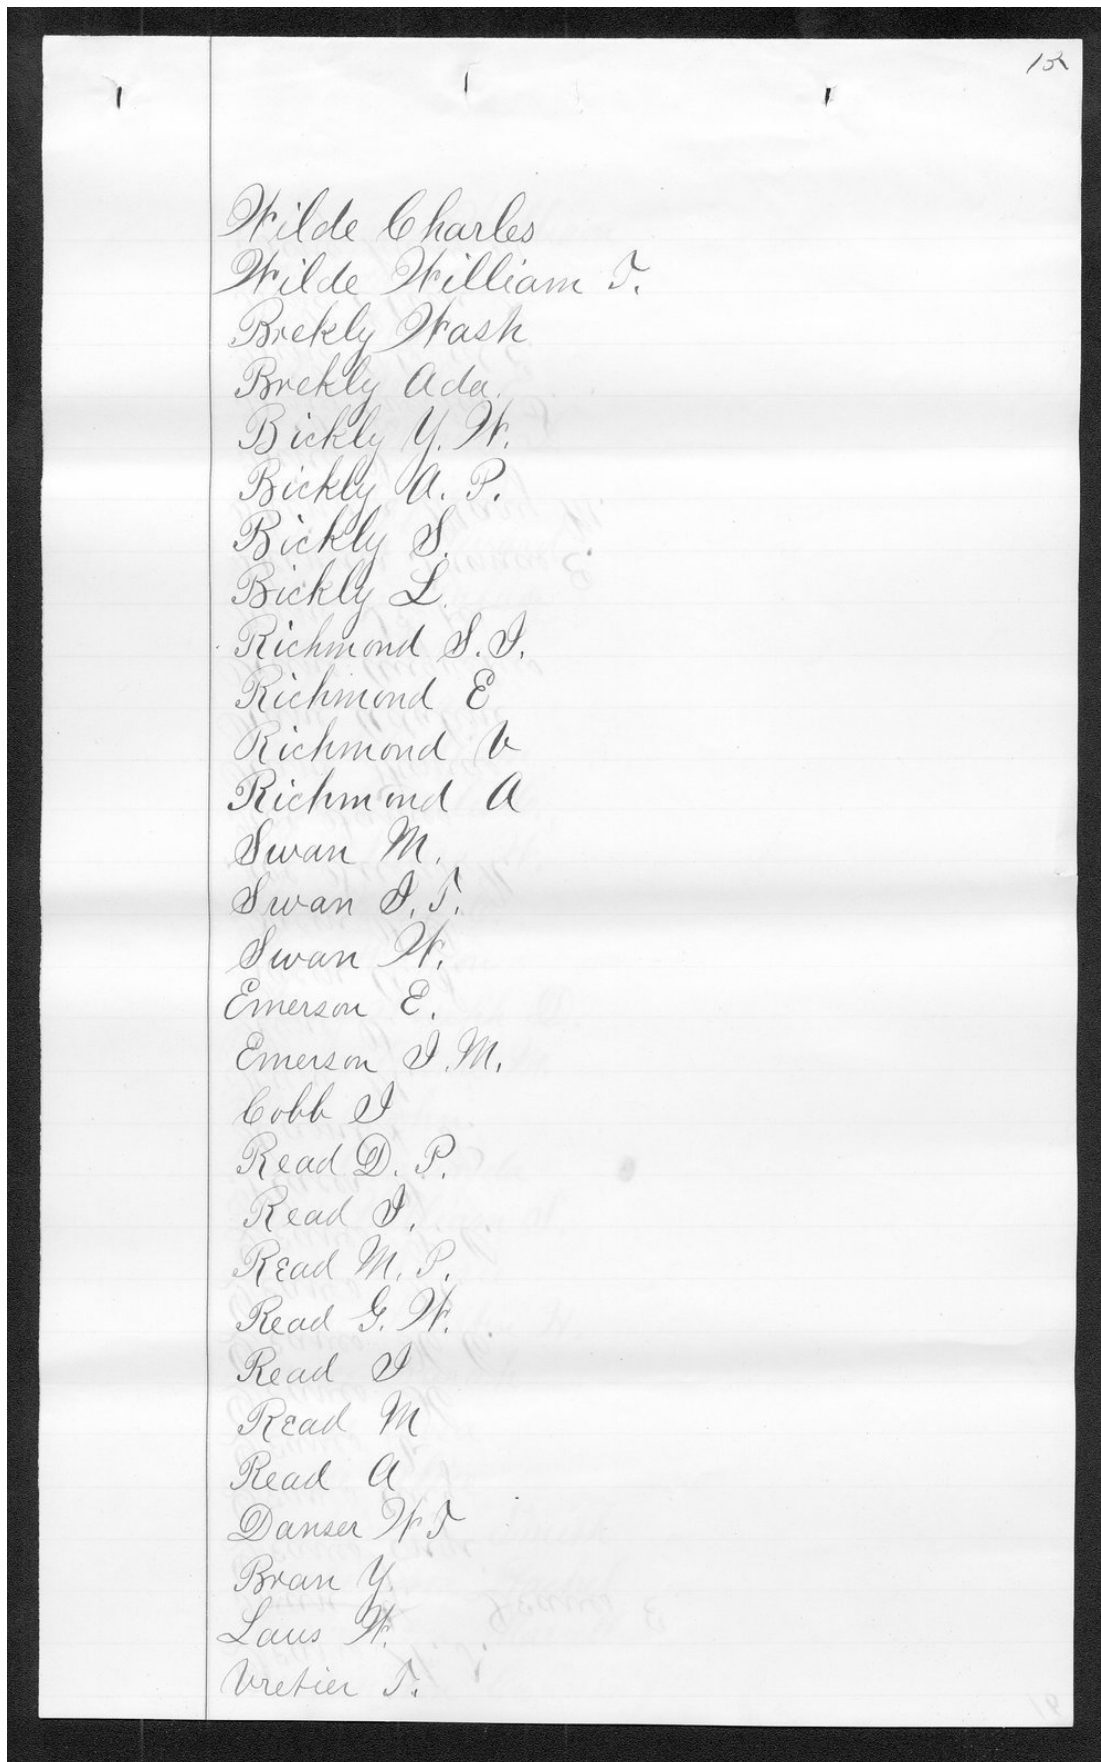 15
Wilde Charles
Wilde William T.
Brekly Wash
Brekly Ada.
Bickly Y. W.
Bickly A. P.
Bickly S.
Bickly L.
Richmond S. J.
Richmond E
Richmond V
Richmond A
Swan M.
Swan J. T.
Swan W.
Emerson E.
Emerson J. M.
Cobb J
Read D. P.
Read J.
Read M. P.
Read G. W.
Read J
Read M
Read A
Danser W T
Bran Y.
Laus W.
Vretier T.